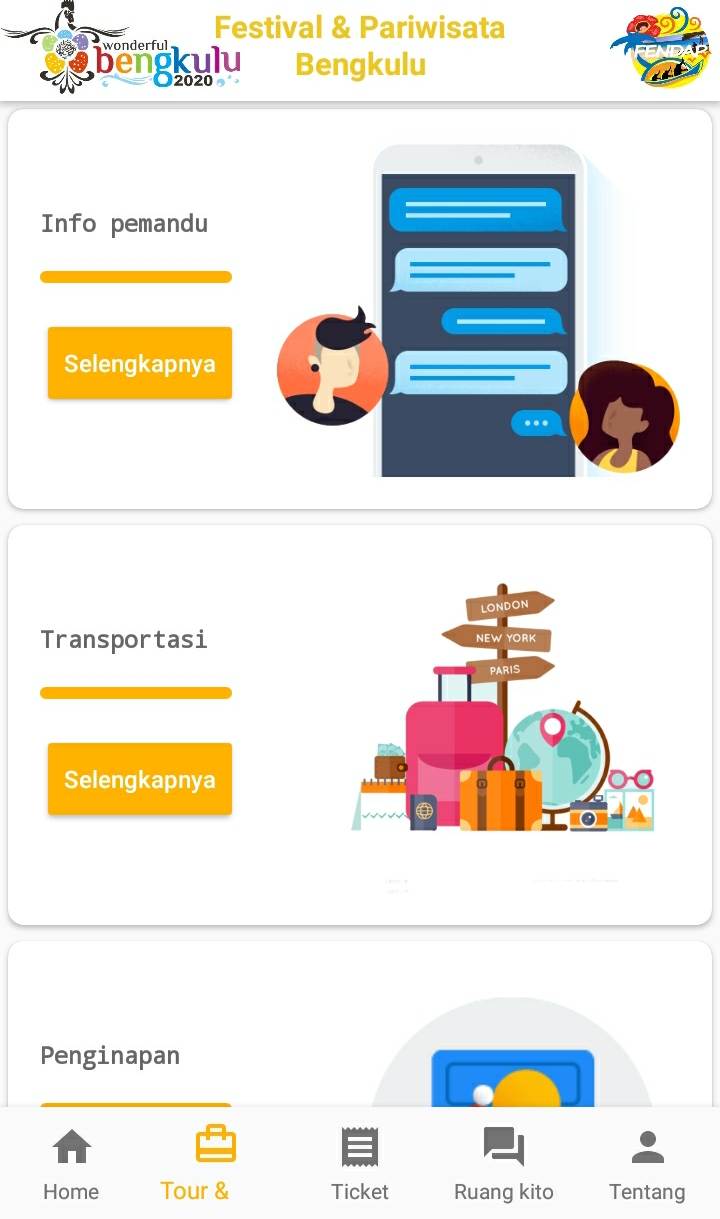 wonderful
bengkulu
2020
Festival & Pariwisata
Bengkulu
FENDAP
Info pemandu
Selengkapnya
LONDON
NEW YORK
PARIS
Transportasi
Selengkapnya
Penginapan
Home
Tour &
Ticket
Ruang kito
Tentang